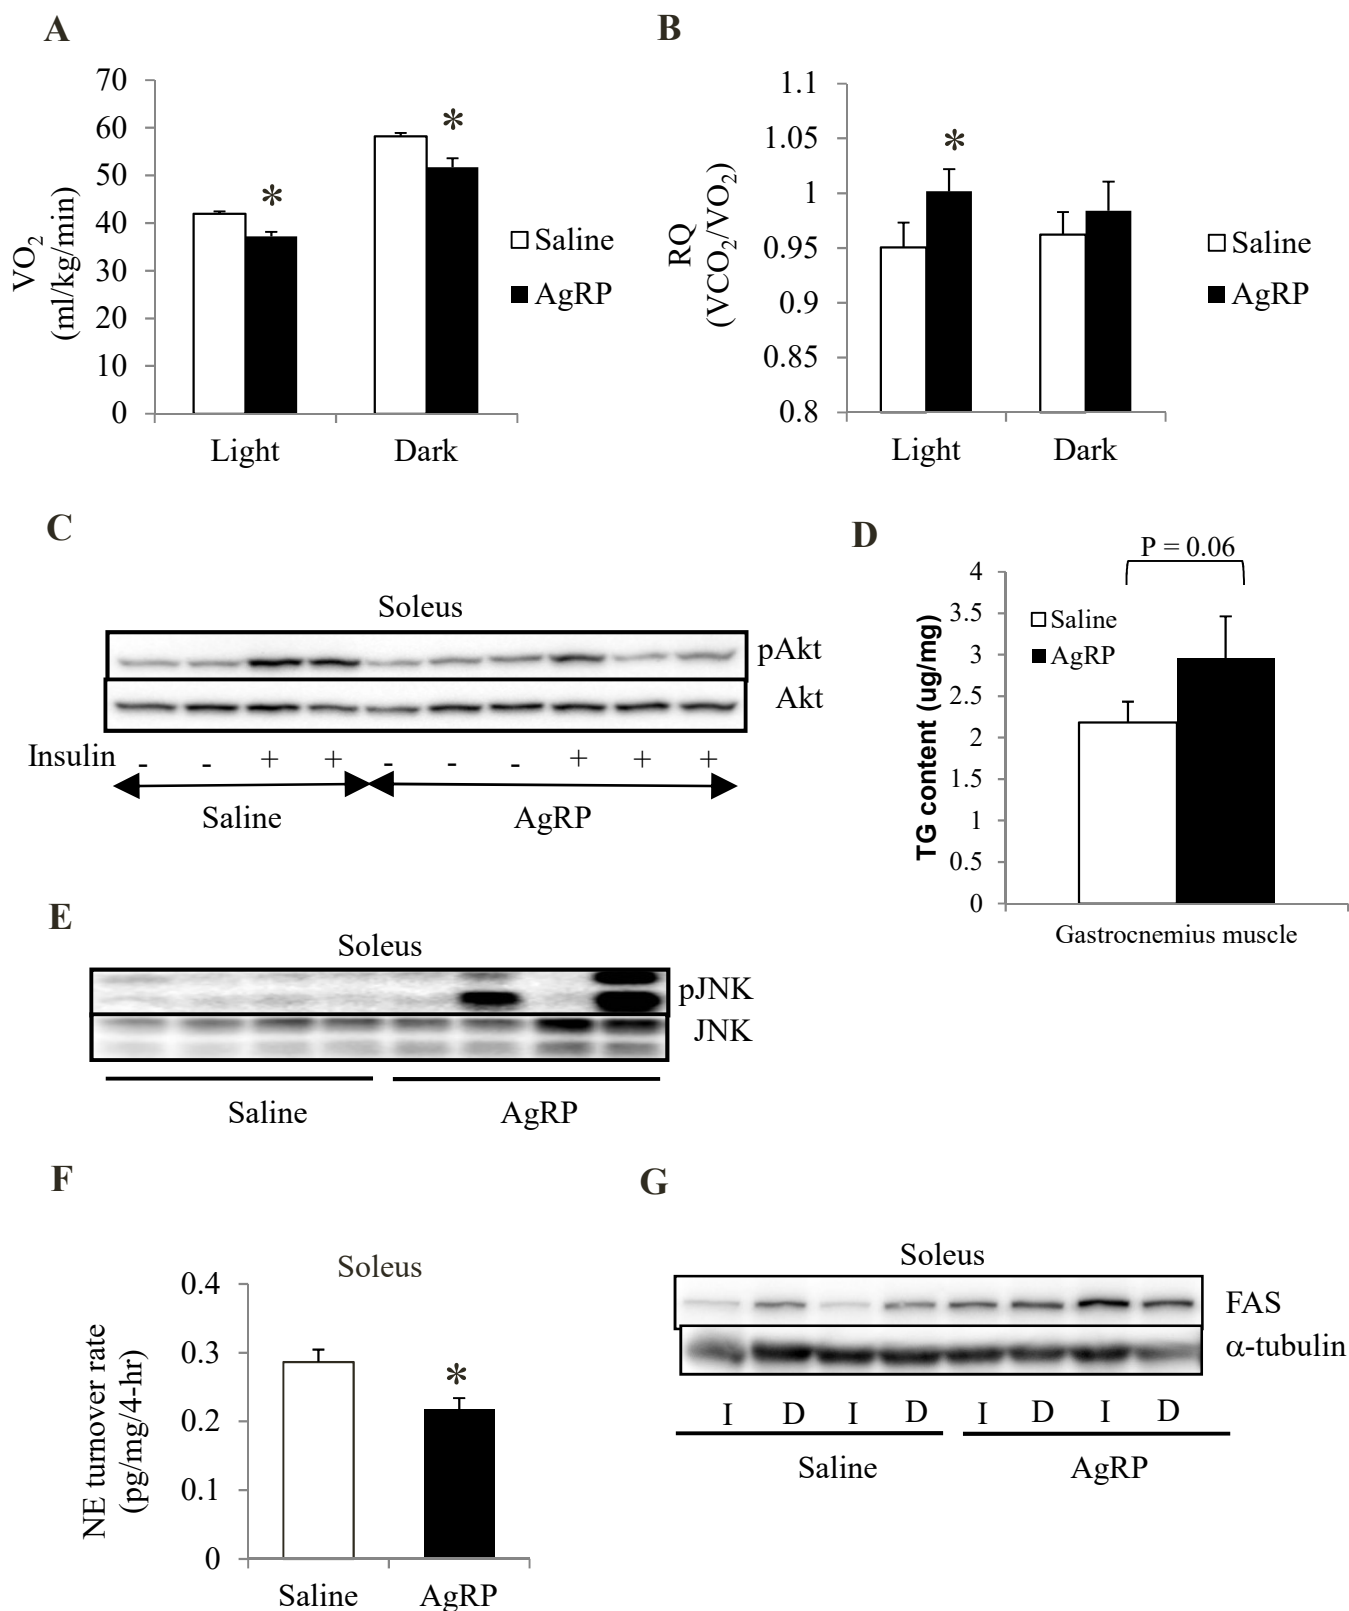 A
70
60
50
40
30
20
10
0
VO2
(ml/kg/min)
*
*
Saline
AgRP
Light Dark
B
1.1
1.05
1
0.95
0.9
0.85
0.8
RQ
(VCO2/VO2)
*
Saline
AgRP
Light Dark
C
Soleus
pAkt
Akt
Insulin - - + + - - - + + +
Saline AgRP
D
P = 0.06
4
3.5
3
2.5
2
1.5
1
0.5
0
TG content (ug/mg)
Saline
AgRP
Gastrocnemius muscle
E
Soleus
pJNK
JNK
Saline AgRP
F
Soleus
0.4
0.3
0.2
0.1
0
NE turnover rate
(pg/mg/4-hr)
*
Saline AgRP
G
Soleus
FAS
α-tubulin
I D I D I D I D
Saline AgRP